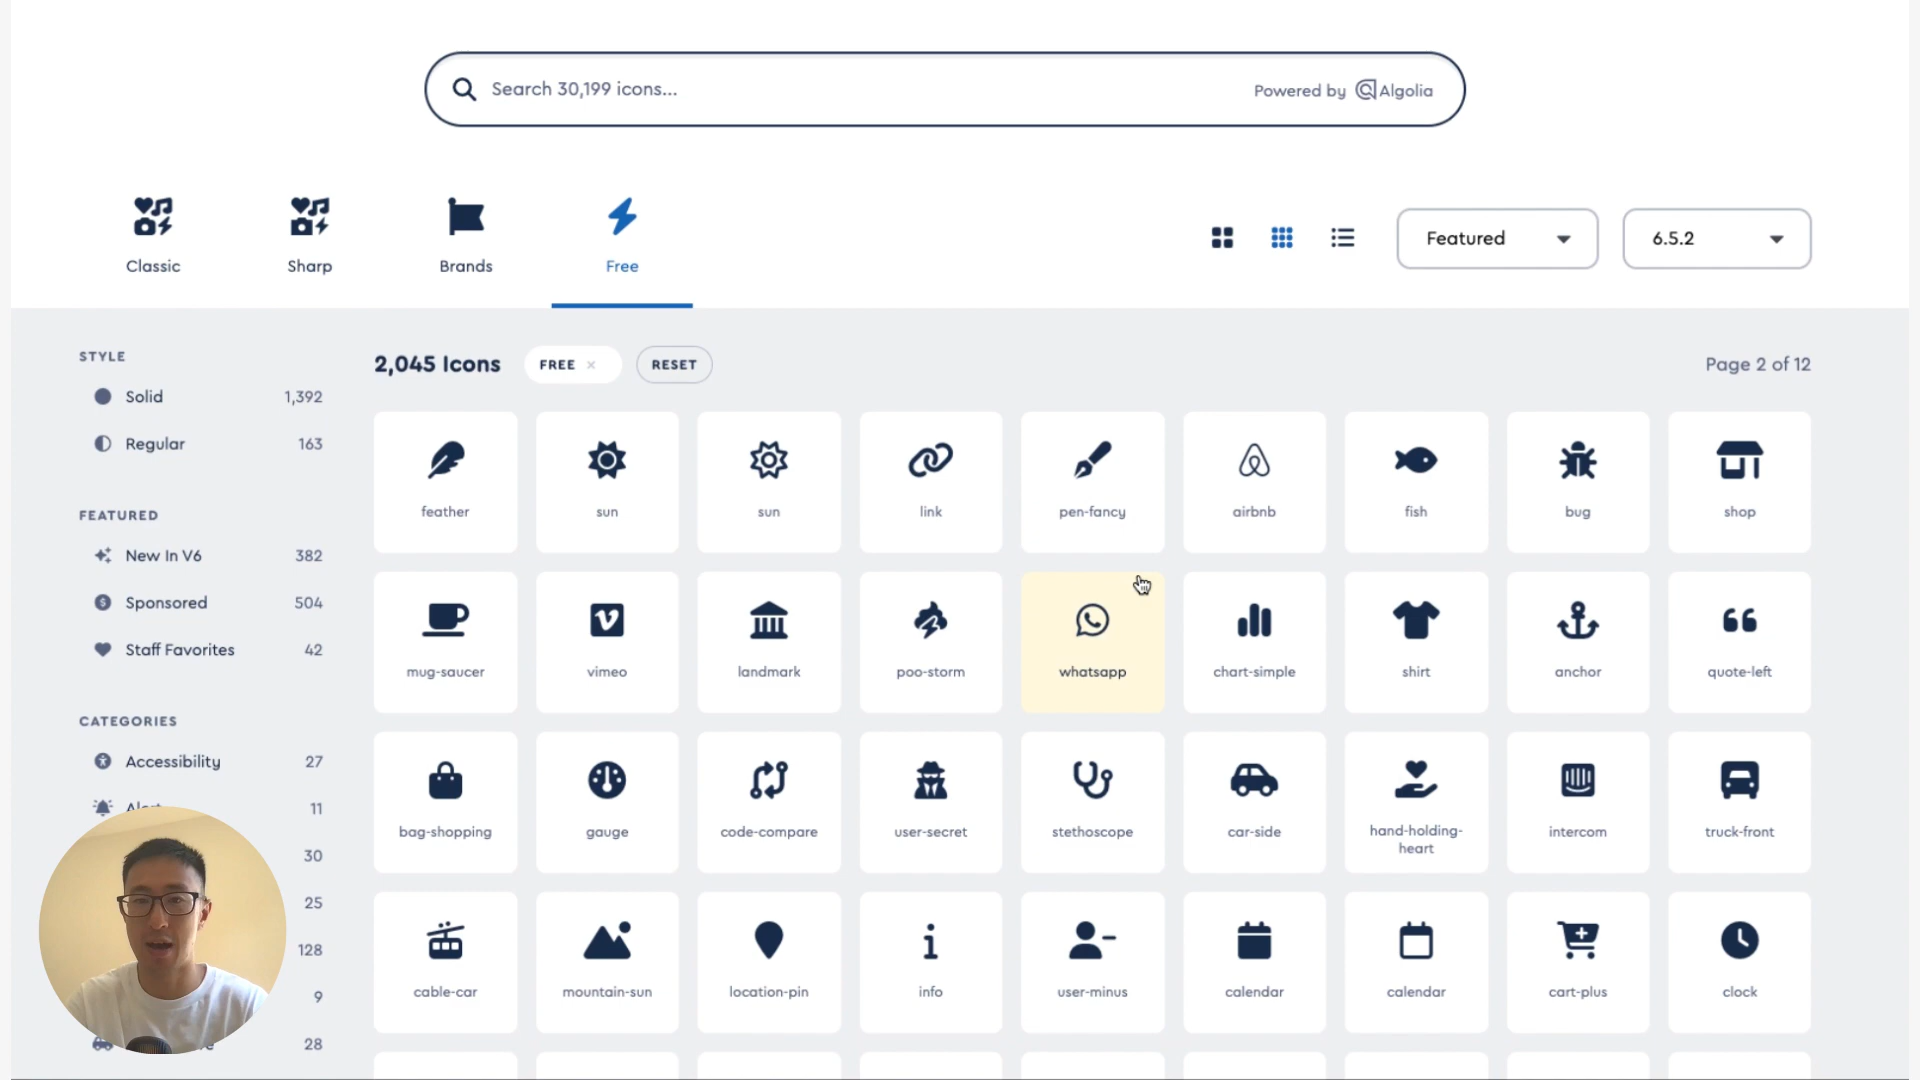 Search 30,199 icons...
Powered by Algolia
Classic
Sharp
Brands
Free
Featured
6.5.2
STYLE
Solid 1,392
Regular 163
FEATURED
New In V6 382
Sponsored 504
Staff Favorites 42
CATEGORIES
Accessibility 27
11
30
25
128
9
28
2,045 Icons
FREE ×
RESET
Page 2 of 12
feather
sun
sun
link
pen-fancy
airbnb
fish
bug
shop
mug-saucer
vimeo
landmark
poo-storm
whatsapp
chart-simple
shirt
anchor
quote-left
bag-shopping
gauge
code-compare
user-secret
stethoscope
car-side
hand-holding-
heart
intercom
truck-front
cable-car
mountain-sun
location-pin
info
user-minus
calendar
calendar
cart-plus
clock